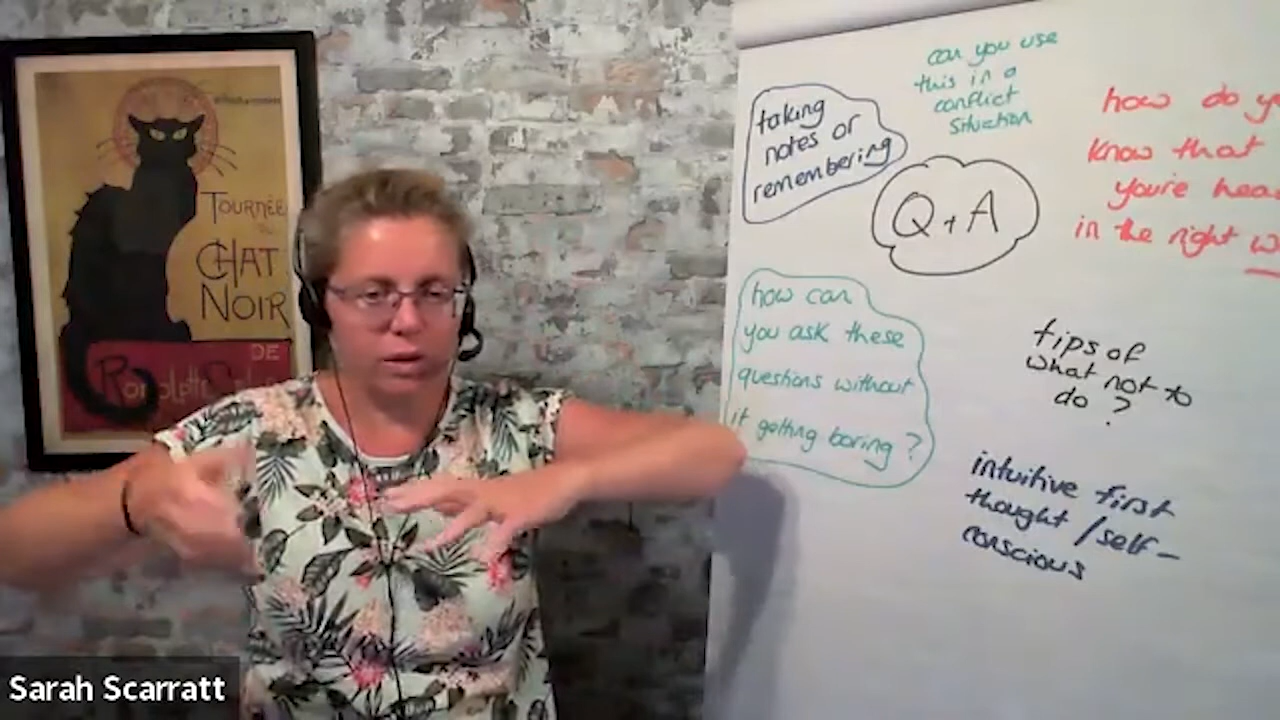 TOURNÉE
DU
CHAT
NOIR
DE
taking
notes or
remembering
can you use
this in a
conflict
situation
Q + A
how do
know that
you're
in the right
how can
you ask these
questions without
it getting boring?
tips of
what not to
do?
intuitive first
thought / self-
conscious
Sarah Scarratt